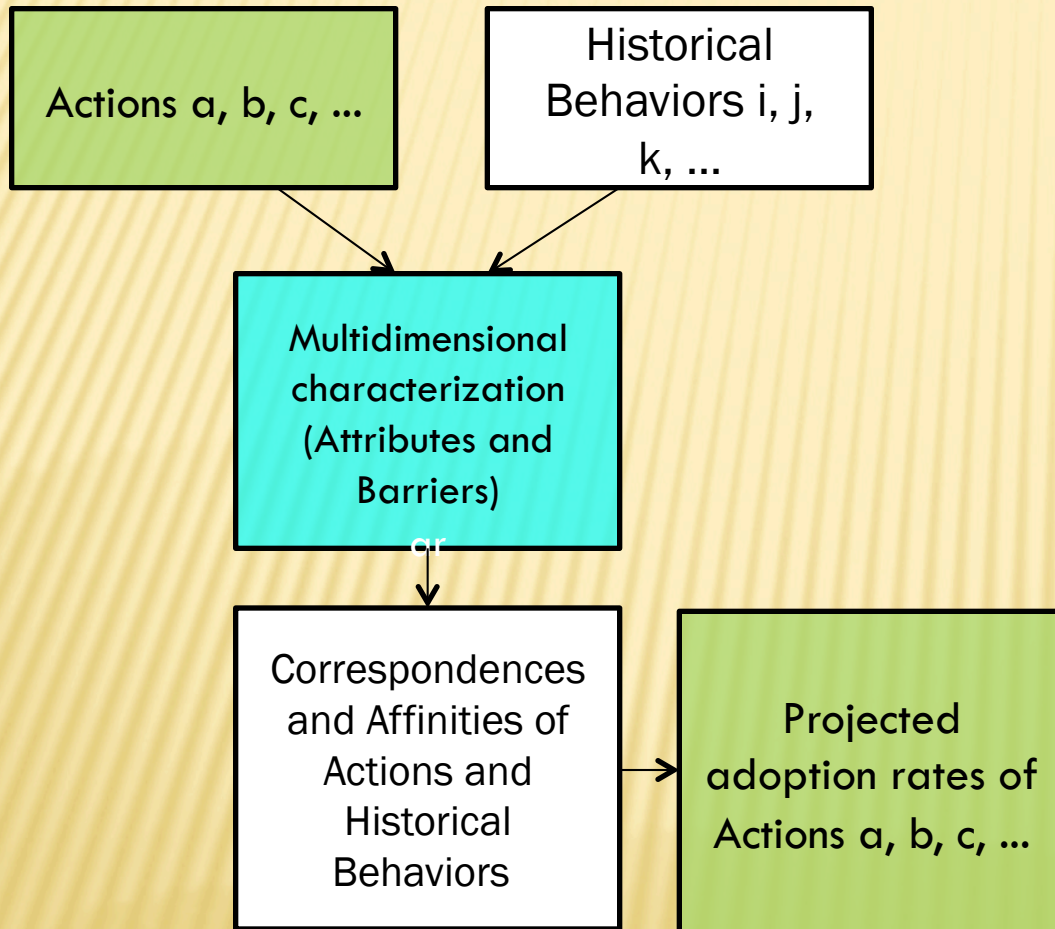 Actions a, b, c, ...
Historical
Behaviors i, j,
k, ...
Multidimensional
characterization
(Attributes and
Barriers)
ar
Correspondences
and Affinities of
Actions and
Historical
Behaviors
Projected
adoption rates of
Actions a, b, c, ...